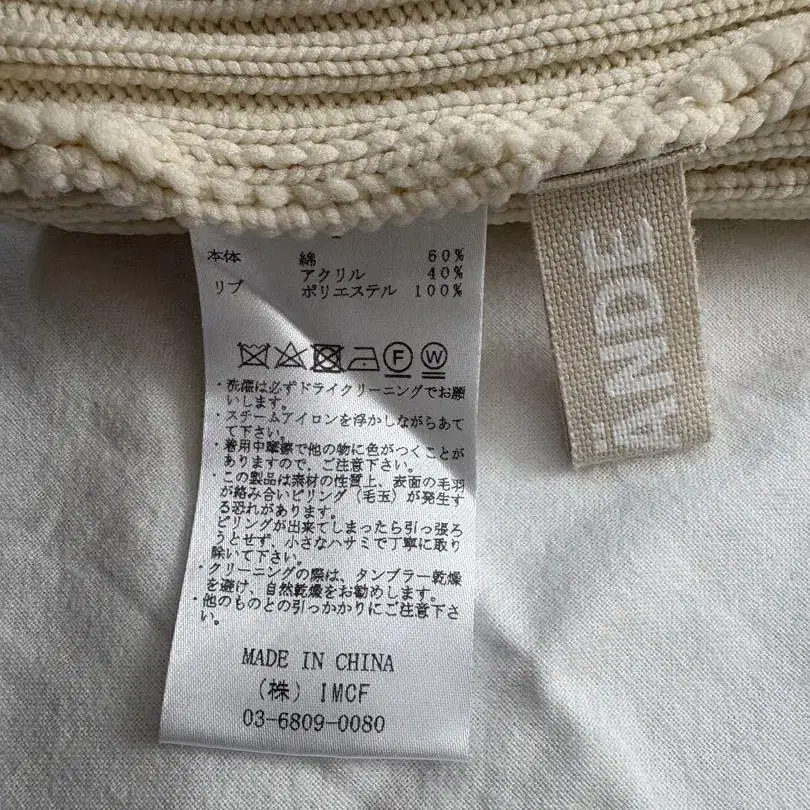 本体 綿 60%
アクリル 40%
リブ ポリエステル 100%
F W
・洗濯は必ずドライクリーニングでお願
いします。
・スチームアイロンを浮かしながらあて
て下さい。
・着用中摩擦で他の物に色がつくことが
ありますので、ご注意下さい。
・この製品は素材の性質上、表面の毛羽
が絡み合いピリング(毛玉)が発生す
る恐れがあります。
ピリングが出来てしまったら引っ張ろ
うとせず、小さなハサミで丁寧に取り
除いて下さい。
・クリーニングの際は、タンブラー乾燥
を避け、自然乾燥をお勧めします。
・他のものとの引っかかりにご注意下さ
い。
MADE IN CHINA
(株) IMCF
03-6809-0080
ANDE